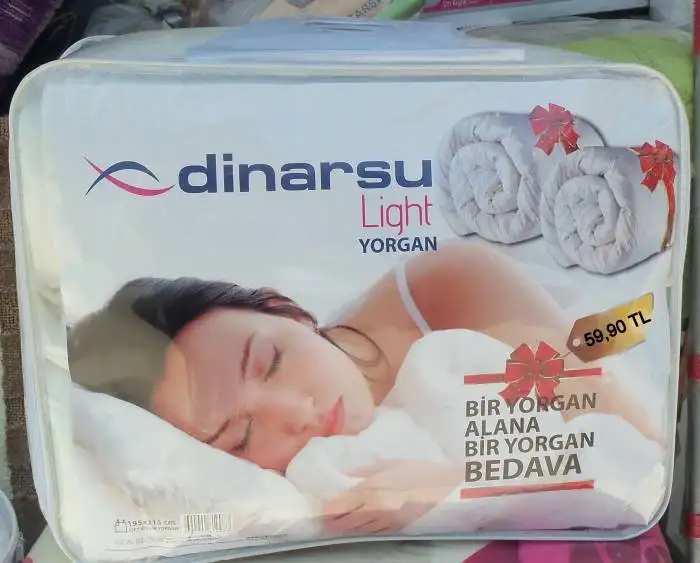 dinarsu
Light
YORGAN
59,90 TL
BİR YORGAN
ALANA
BİR YORGAN
BEDAVA
195x215 cm